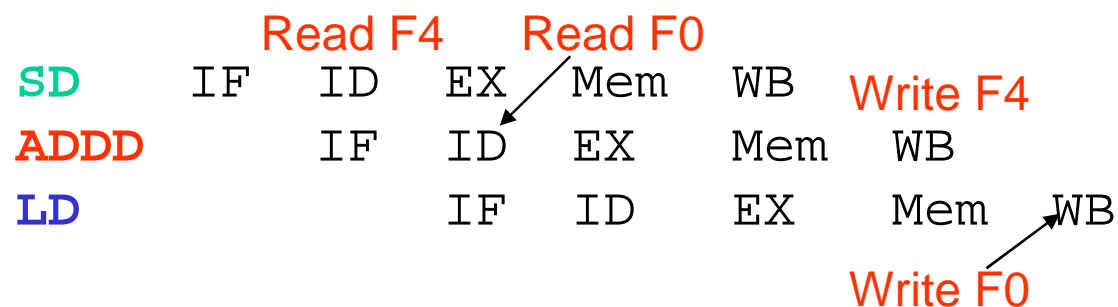 Read F4 Read F0
SD IF ID EX Mem WB
Write F4
ADDD IF ID EX Mem WB
LD IF ID EX Mem WB
Write F0